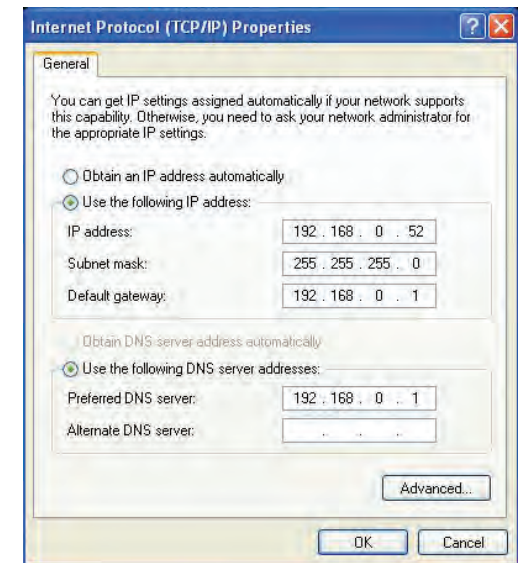 Internet Protocol (TCP/IP) Properties
General
You can get IP settings assigned automatically if your network supports
this capability. Otherwise, you need to ask your network administrator for
the appropriate IP settings.
Obtain an IP address automatically
Use the following IP address:
IP address: 192 . 168 . 0 . 52
Subnet mask: 255 . 255 . 255 . 0
Default gateway: 192 . 168 . 0 . 1
Obtain DNS server address automatically
Use the following DNS server addresses:
Preferred DNS server: 192 . 168 . 0 . 1
Alternate DNS server: . . .
Advanced...
OK Cancel